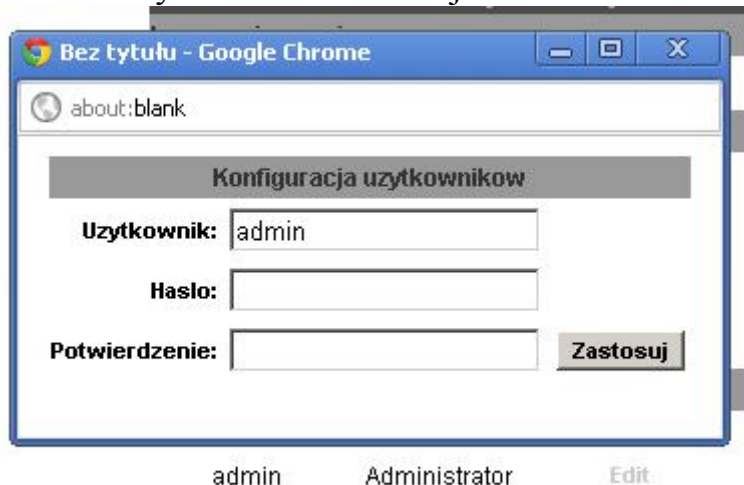 Bez tytułu - Google Chrome
about:blank
Konfiguracja uzytkownikow
Uzytkownik: admin
Haslo:
Potwierdzenie: Zastosuj
admin Administrator Edit